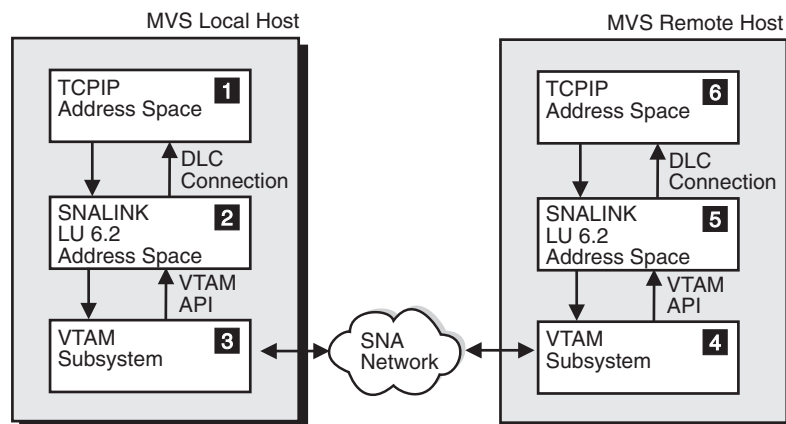 MVS Local Host
TCPIP 1
Address Space
DLC
Connection
SNALINK 2
LU 6.2
Address Space
VTAM
API
VTAM 3
Subsystem
SNA
Network
MVS Remote Host
TCPIP 6
Address Space
DLC
Connection
SNALINK 5
LU 6.2
Address Space
VTAM
API
VTAM 4
Subsystem